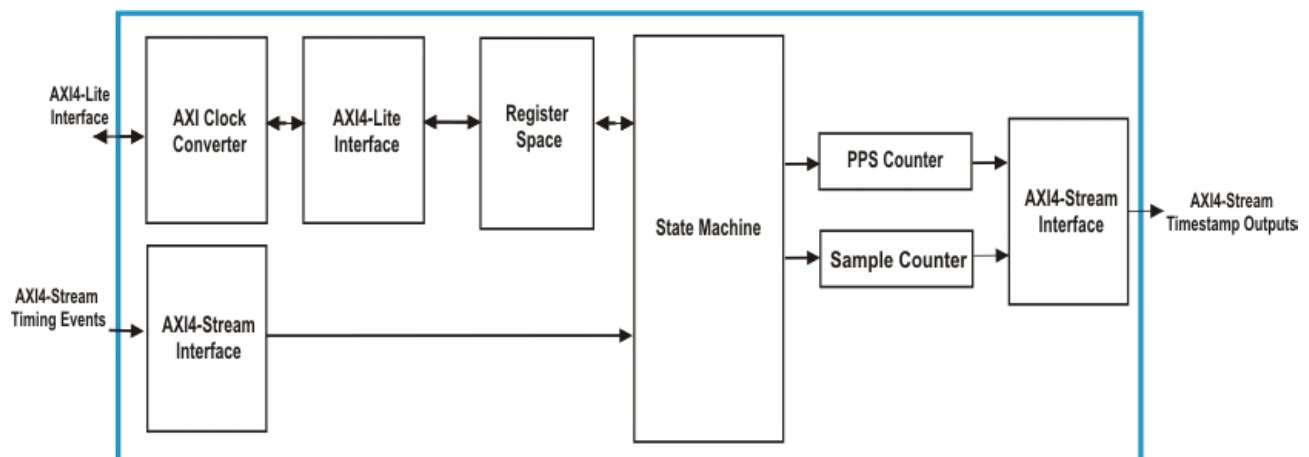 AXI4-Lite
Interface
AXI Clock
Converter
AXI4-Lite
Interface
Register
Space
State Machine
PPS Counter
Sample Counter
AXI4-Stream
Interface
AXI4-Stream
Timestamp Outputs
AXI4-Stream
Timing Events
AXI4-Stream
Interface